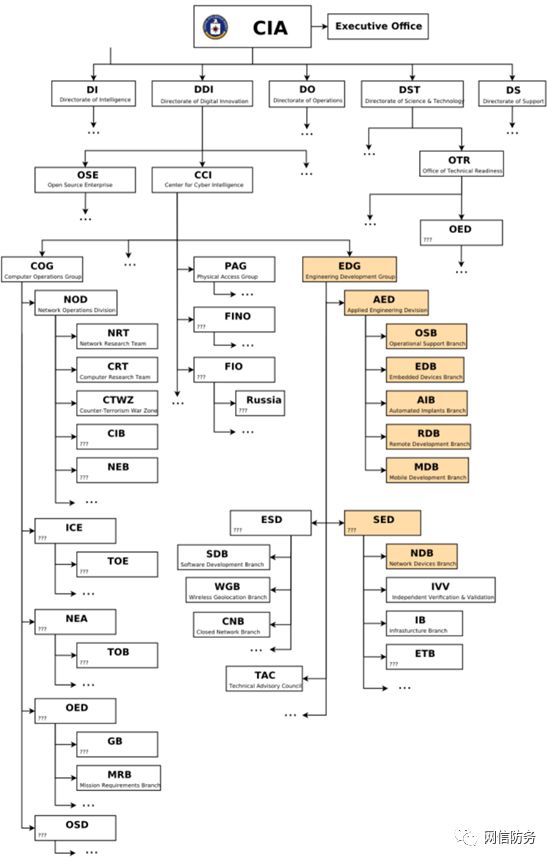 CIA
Executive Office
DI
Directorate of Intelligence
...
DDI
Directorate of Digital Innovation
DO
Directorate of Operations
...
DST
Directorate of Science & Technology
DS
Directorate of Support
...
OSE
Open Source Enterprise
...
CCI
Center for Cyber Intelligence
...
...
OTR
Office of Technical Readiness
...
OED
???
...
COG
Computer Operations Group
NOD
Network Operations Division
NRT
Network Research Team
CRT
Computer Research Team
CTWZ
Counter-Terrorism War Zone
CIB
???
NEB
???
...
ICE
???
TOE
???
...
NEA
???
TOB
???
...
OED
???
GB
???
MRB
Mission Requirements Branch
...
OSD
???
...
...
PAG
Physical Access Group
...
FINO
???
...
FIO
???
Russia
???
...
...
EDG
Engineering Development Group
AED
Applied Engineering Devision
OSB
Operational Support Branch
EDB
Embedded Devices Branch
AIB
Automated Implants Branch
RDB
Remote Development Branch
MDB
Mobile Development Branch
ESD
???
SDB
Software Development Branch
WGB
Wireless Geolocation Branch
CNB
Closed Network Branch
...
SED
???
NDB
Network Devices Branch
IVV
Independent Verification & Validation
IB
Infrasturcture Branch
ETB
???
...
TAC
Technical Advisory Council
...
网信防务